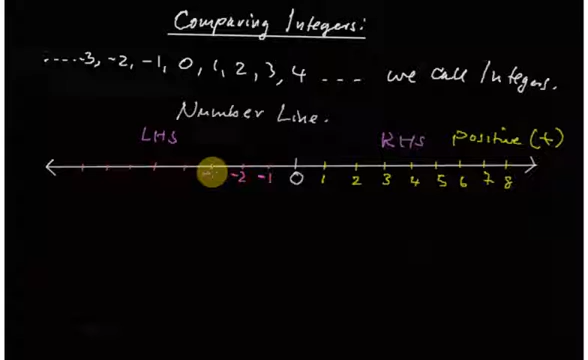 Comparing Integers:
.....-3, -2, -1, 0, 1, 2, 3, 4 ... we call Integers.
Number Line.
LHS RHS Positive (+)
-2 -1 0 1 2 3 4 5 6 7 8